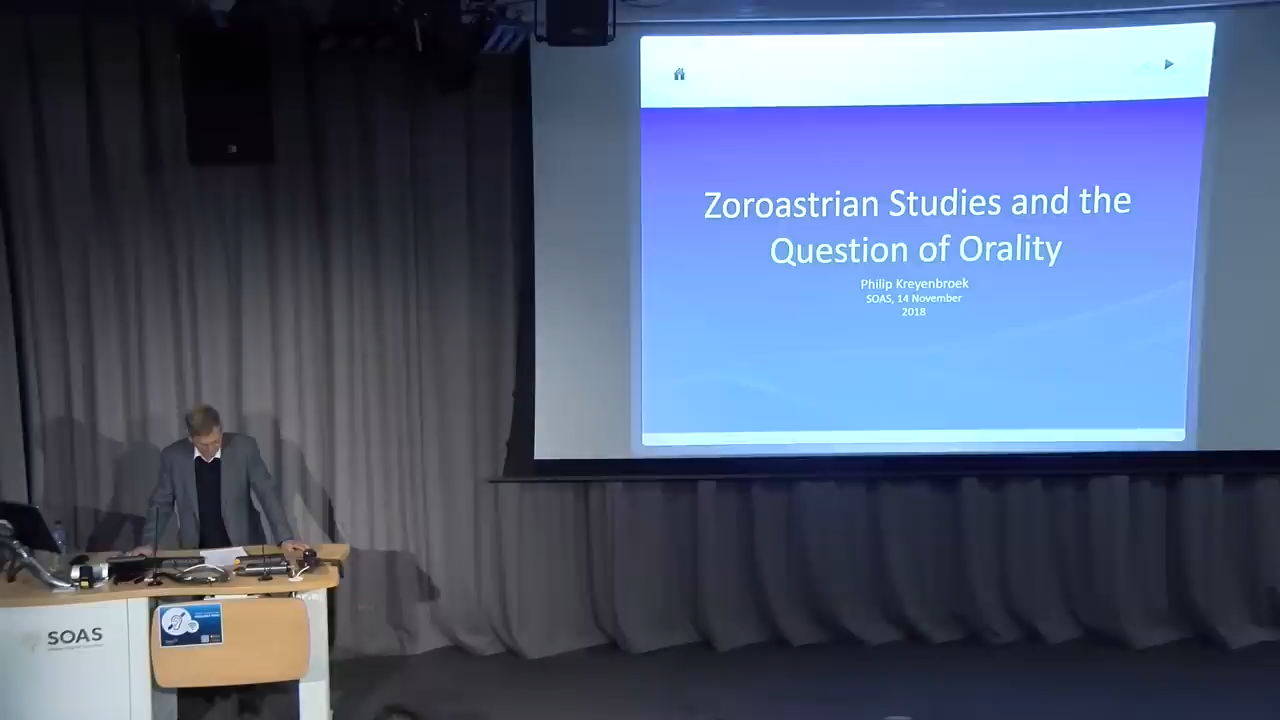 Zoroastrian Studies and the
Question of Orality
Philip Kreyenbroek
SOAS, 14 November
2018
SOAS